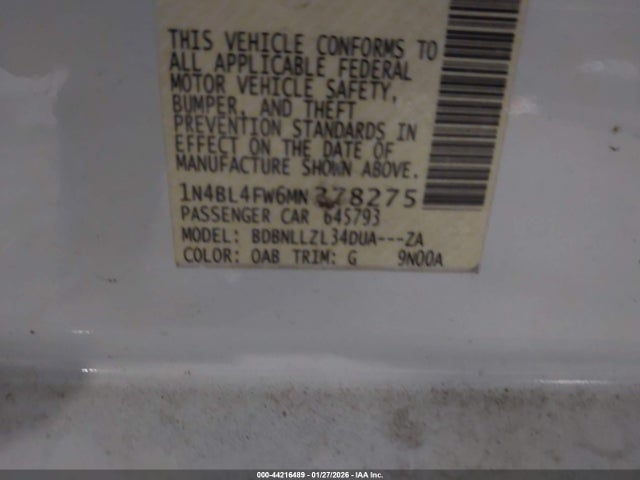 THIS VEHICLE CONFORMS TO
ALL APPLICABLE FEDERAL
MOTOR VEHICLE SAFETY,
BUMPER, AND THEFT
PREVENTION STANDARDS IN
EFFECT ON THE DATE OF
MANUFACTURE SHOWN ABOVE.
1N4BL4FW6MN378275
PASSENGER CAR 645793
MODEL: BDBNLLZL34DUA---ZA
COLOR: OAB TRIM: G 9N00A
000-44216489 - 01/27/2026 - IAA Inc.